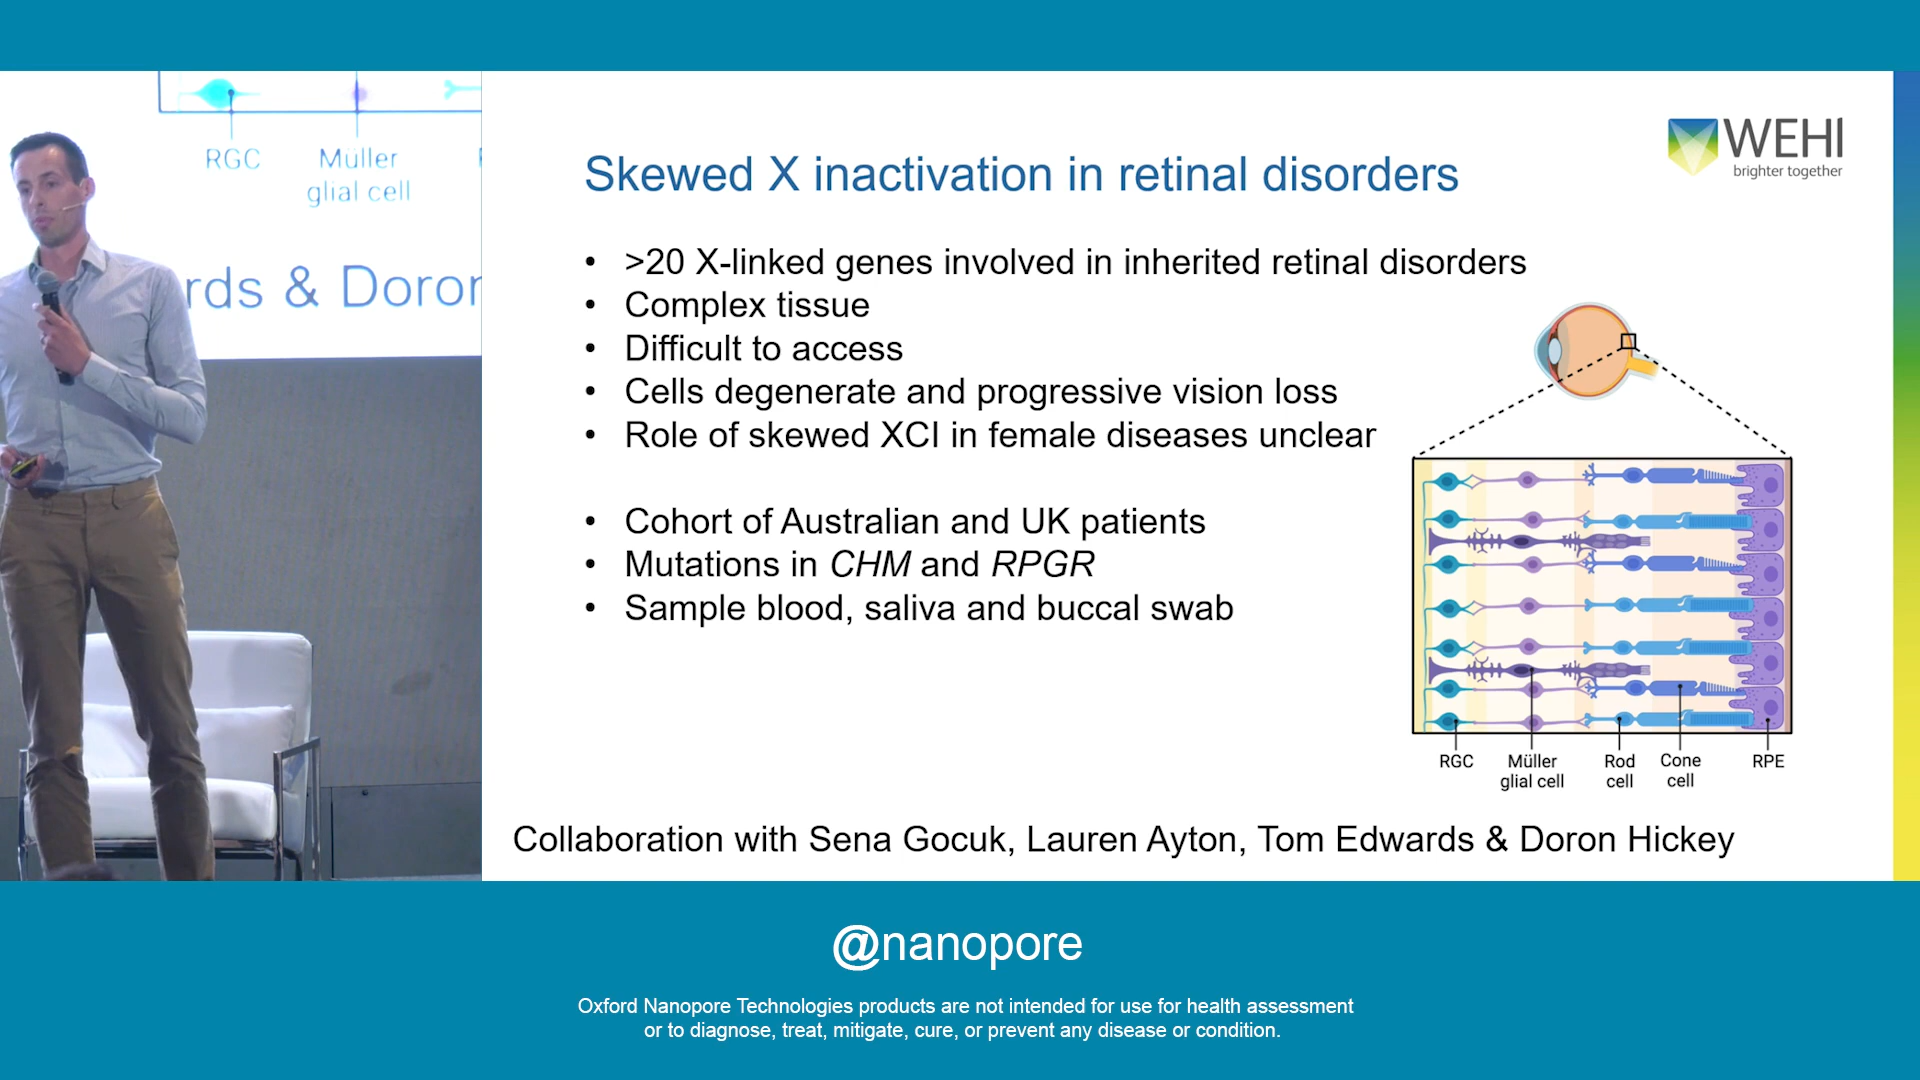 RGC
Müller
glial cell
rds & Doron
WEHI
brighter together
Skewed X inactivation in retinal disorders
• >20 X-linked genes involved in inherited retinal disorders
• Complex tissue
• Difficult to access
• Cells degenerate and progressive vision loss
• Role of skewed XCI in female diseases unclear
• Cohort of Australian and UK patients
• Mutations in CHM and RPGR
• Sample blood, saliva and buccal swab
RGC
Müller
glial cell
Rod
cell
Cone
cell
RPE
Collaboration with Sena Gocuk, Lauren Ayton, Tom Edwards & Doron Hickey
@nanopore
Oxford Nanopore Technologies products are not intended for use for health assessment
or to diagnose, treat, mitigate, cure, or prevent any disease or condition.